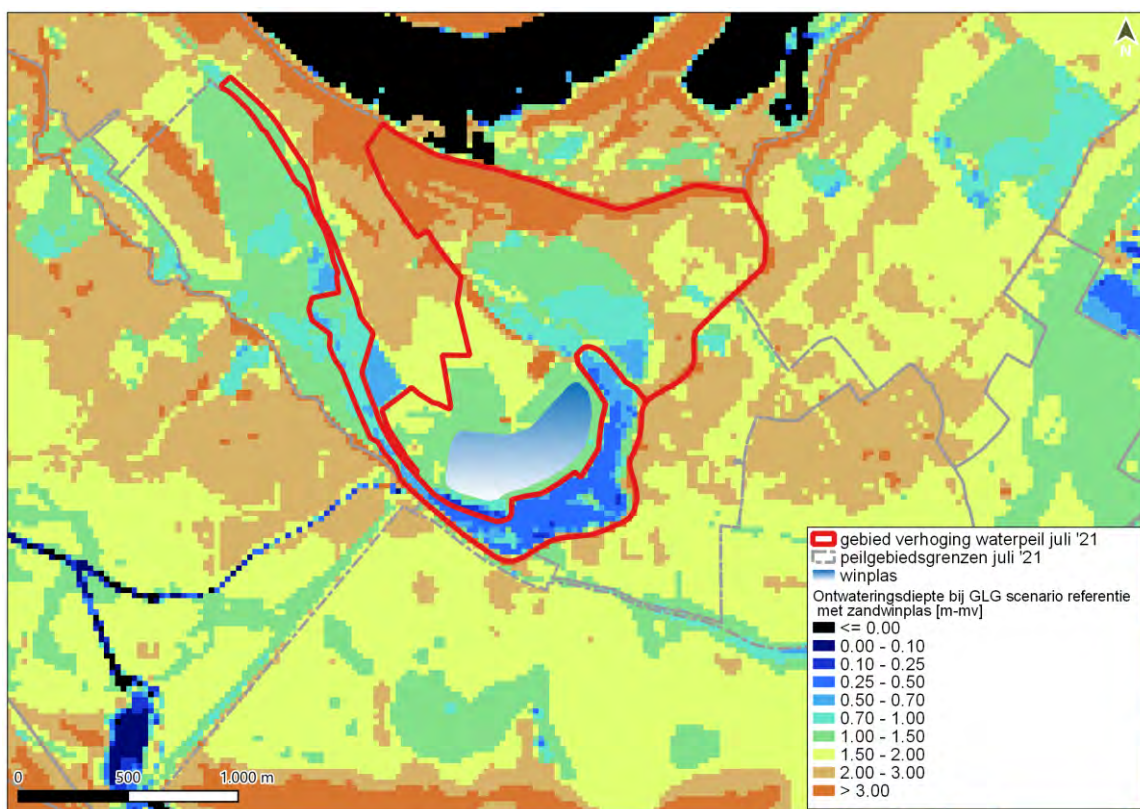 N
gebied verhoging waterpeil juli '21
peilgebiedsgrenzen juli '21
winplas
Ontwateringsdiepte bij GLG scenario referentie
met zandwinplas [m-mv]
<= 0.00
0.00 - 0.10
0.10 - 0.25
0.25 - 0.50
0.50 - 0.70
0.70 - 1.00
1.00 - 1.50
1.50 - 2.00
2.00 - 3.00
> 3.00
0 500 1.000 m